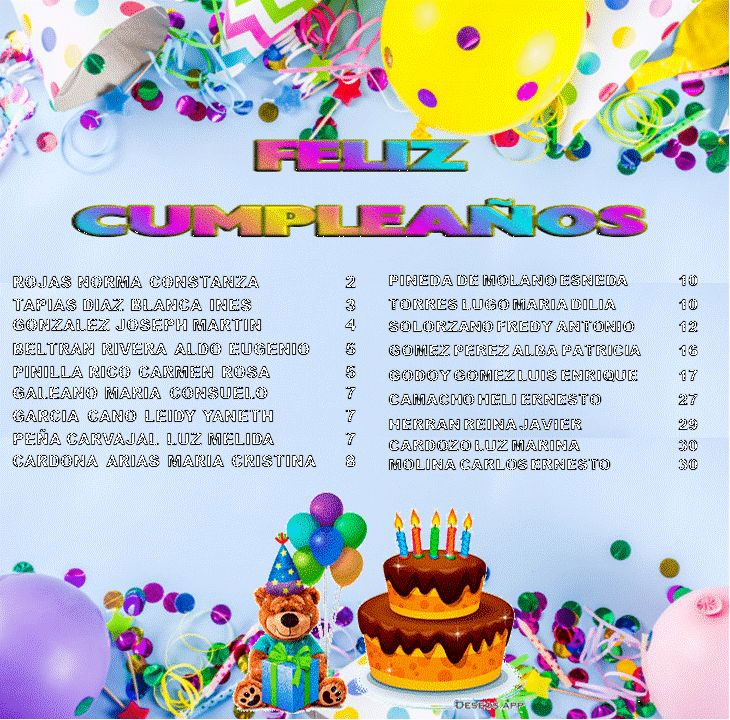 FELIZ
CUMPLEAÑOS
ROJAS NORMA CONSTANZA 2
TAPIAS DIAZ BLANCA INES 3
GONZALEZ JOSEPH MARTIN 4
BELTRAN RIVERA ALDO EUGENIO 5
PINILLA RICO CARMEN ROSA 5
GALEANO MARIA CONSUELO 7
GARCIA CANO LEIDY YANETH 7
PEÑA CARVAJAL LUZ MELIDA 7
CARDONA ARIAS MARIA CRISTINA 8
PINEDA DE MOLANO ESNEDA 10
TORRES LUGO MARIA DILIA 10
SOLORZANO FREDY ANTONIO 12
GOMEZ PEREZ ALBA PATRICIA 16
GODOY GOMEZ LUIS ENRIQUE 17
CAMACHO HELI ERNESTO 27
HERRAN REINA JAVIER 29
CARDOZO LUZ MARINA 30
MOLINA CARLOS ERNESTO 30
DESEOS APP